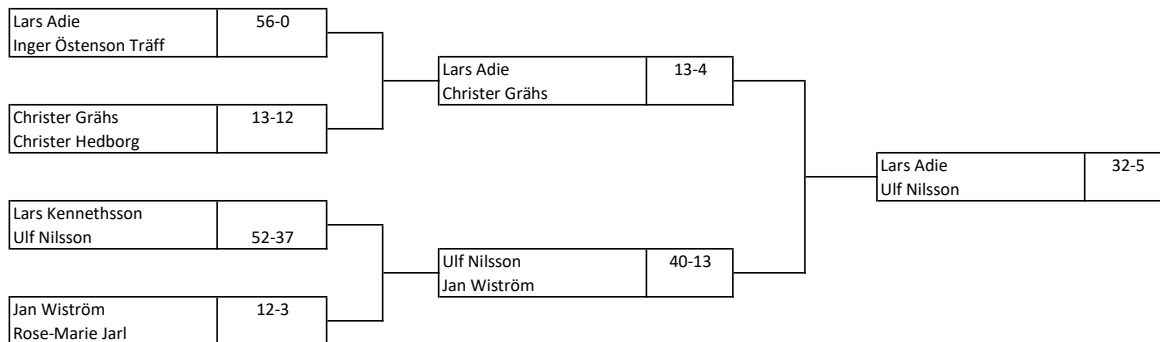 Lars Adie 56-0
Inger Östenson Träff
Lars Adie 13-4
Christer Grähs
Christer Grähs 13-12
Christer Hedborg
Lars Adie 32-5
Ulf Nilsson
Lars Kennethsson
Ulf Nilsson 52-37
Ulf Nilsson 40-13
Jan Wiström
Jan Wiström 12-3
Rose-Marie Jarl